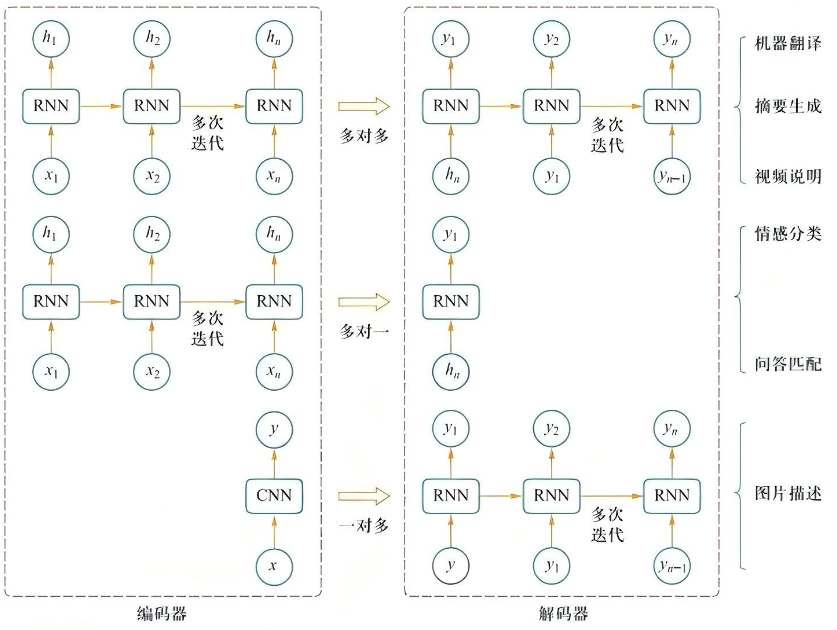 h₁ h₂ hₙ y₁ y₂ yₙ 机器翻译
RNN RNN RNN RNN RNN RNN 摘要生成
多次 多对多 多次
迭代 迭代
x₁ x₂ xₙ hₙ y₁ yₙ₋₁ 视频说明
h₁ h₂ hₙ y₁ 情感分类
RNN RNN RNN RNN
多次 多对一
迭代
x₁ x₂ xₙ hₙ 问答匹配
y y₁ y₂ yₙ
CNN RNN RNN RNN 图片描述
一对多 多次
迭代
x y y₁ yₙ₋₁
编码器 解码器